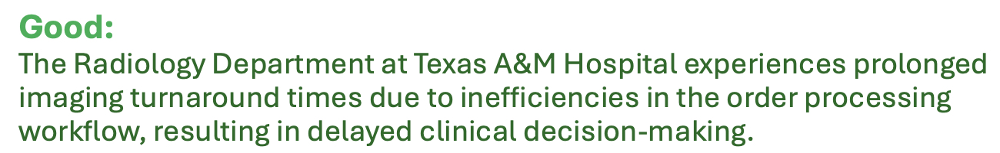 Good:
The Radiology Department at Texas A&M Hospital experiences prolonged
imaging turnaround times due to inefficiencies in the order processing
workflow, resulting in delayed clinical decision-making.